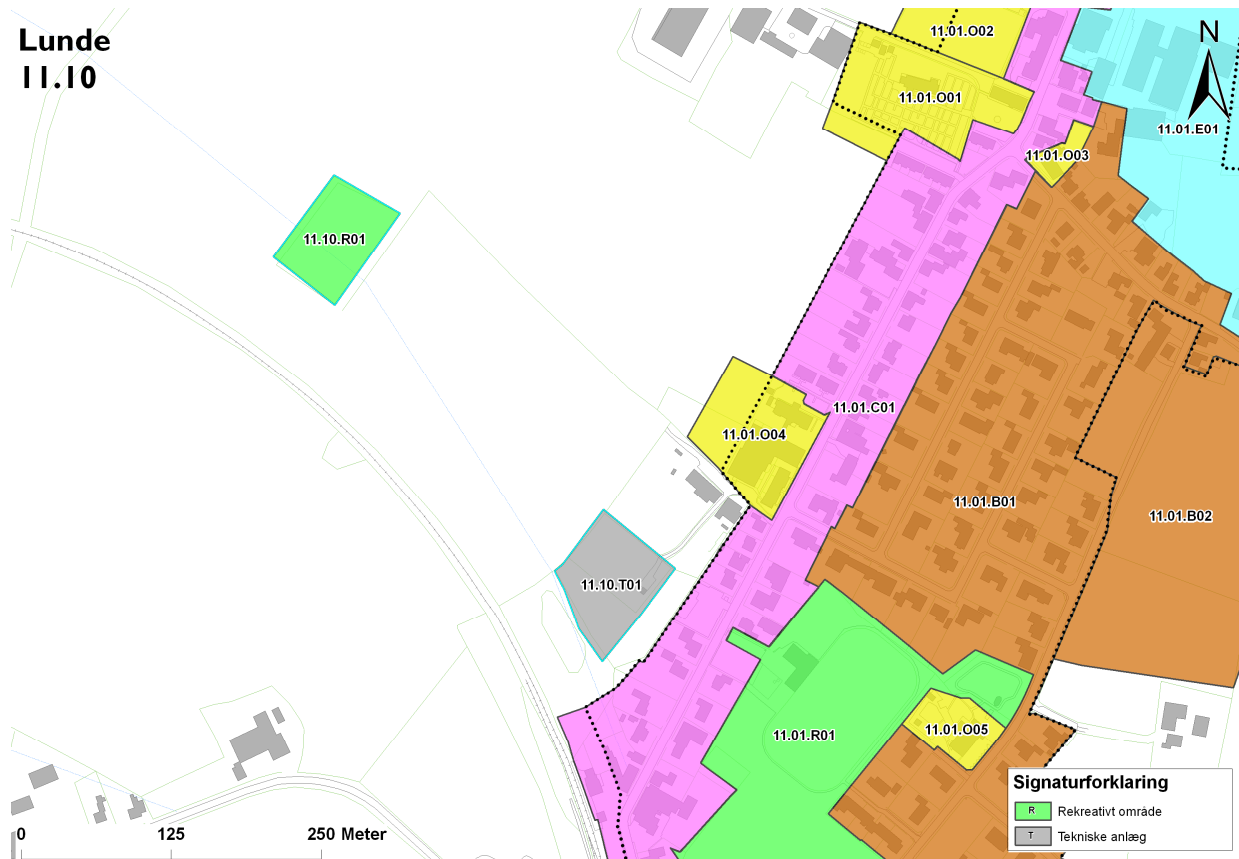 Lunde
11.10
N
11.01.O02
11.01.O01
11.01.E01
11.01.O03
11.10.R01
11.01.C01
11.01.O04
11.01.B01
11.01.B02
11.10.T01
11.01.R01
11.01.O05
Signaturforklaring
R Rekreativt område
T Tekniske anlæg
0 125 250 Meter